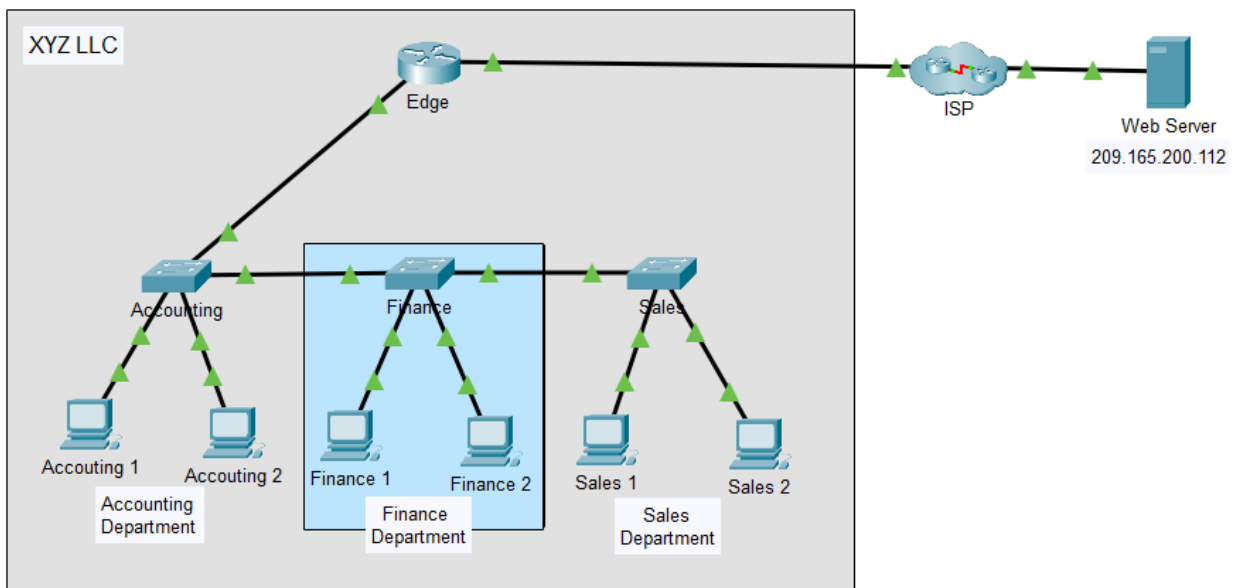 XYZ LLC
Edge
ISP
Web Server
209.165.200.112
Accounting
Finance
Sales
Accouting 1
Accouting 2
Finance 1
Finance 2
Sales 1
Sales 2
Accounting
Department
Finance
Department
Sales
Department